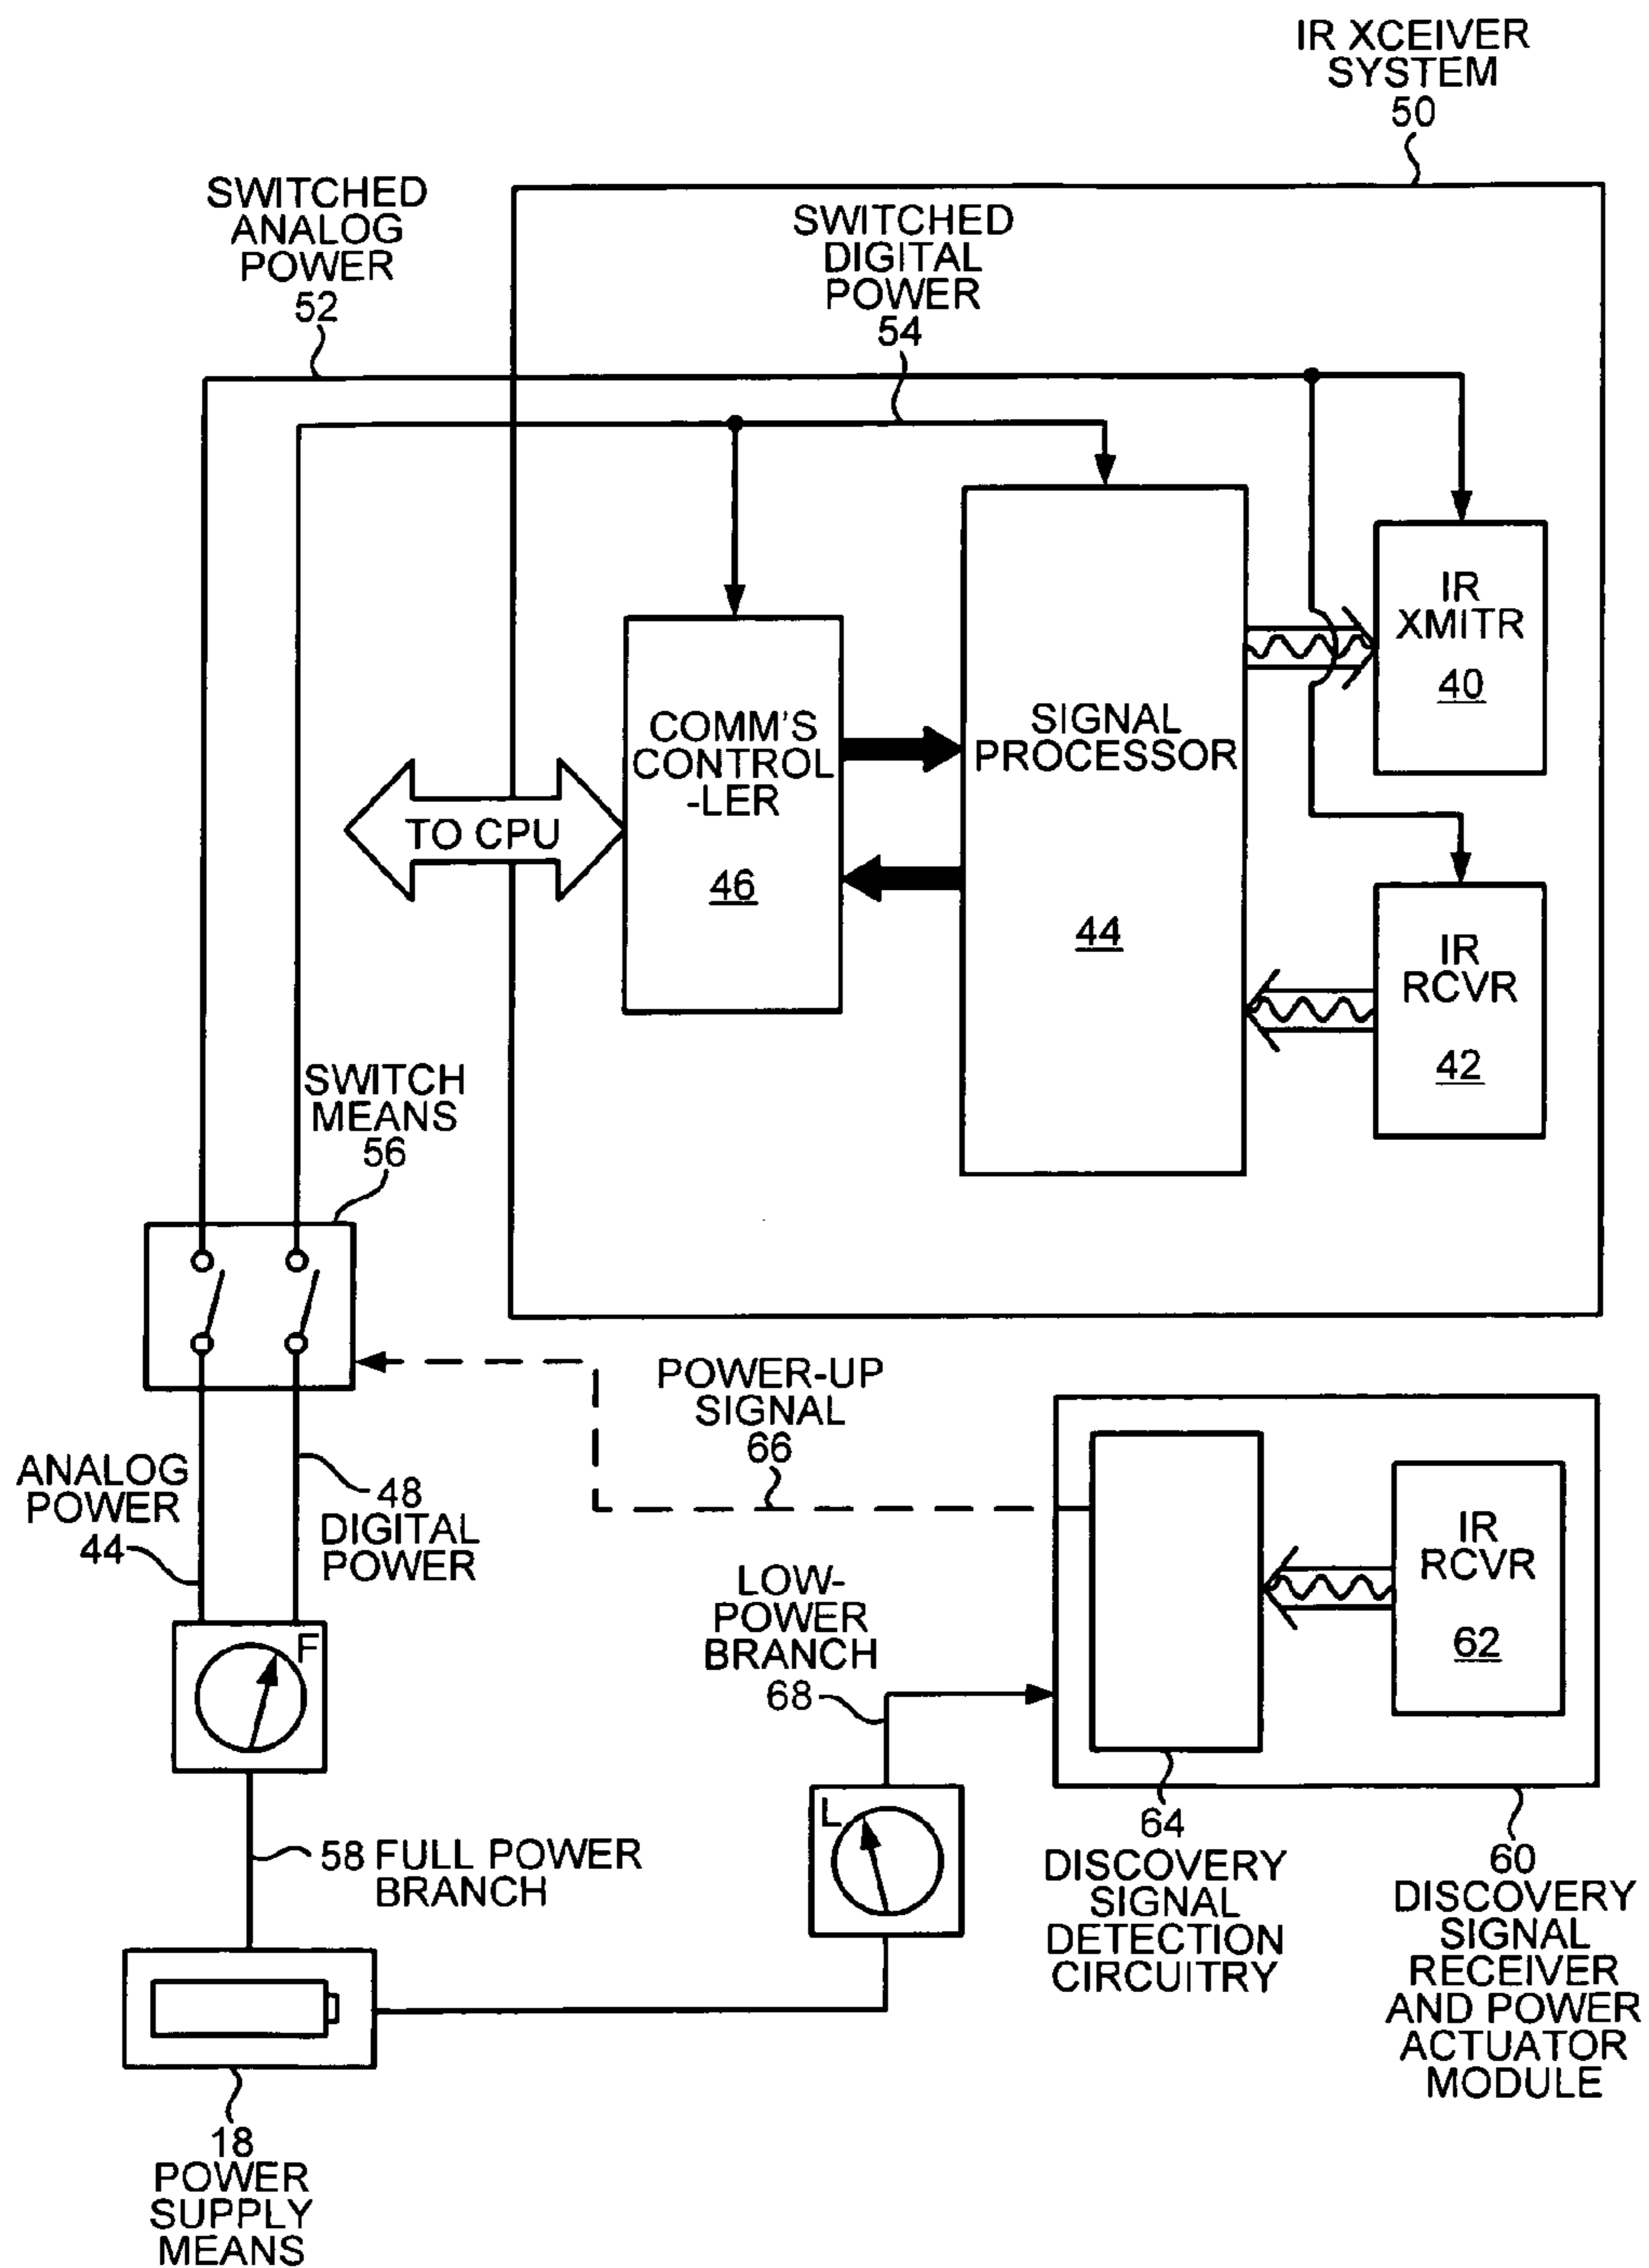 IR XCEIVER
SYSTEM
50
SWITCHED
ANALOG
POWER
52
SWITCHED
DIGITAL
POWER
54
IR
XMITR
40
COMM'S
CONTROL
-LER
46
SIGNAL
PROCESSOR
44
TO CPU
IR
RCVR
42
SWITCH
MEANS
56
POWER-UP
SIGNAL
66
ANALOG
POWER
44
48
DIGITAL
POWER
F
LOW-
POWER
BRANCH
68
IR
RCVR
62
L
58 FULL POWER
BRANCH
64
DISCOVERY
SIGNAL
DETECTION
CIRCUITRY
60
DISCOVERY
SIGNAL
RECEIVER
AND POWER
ACTUATOR
MODULE
18
POWER
SUPPLY
MEANS